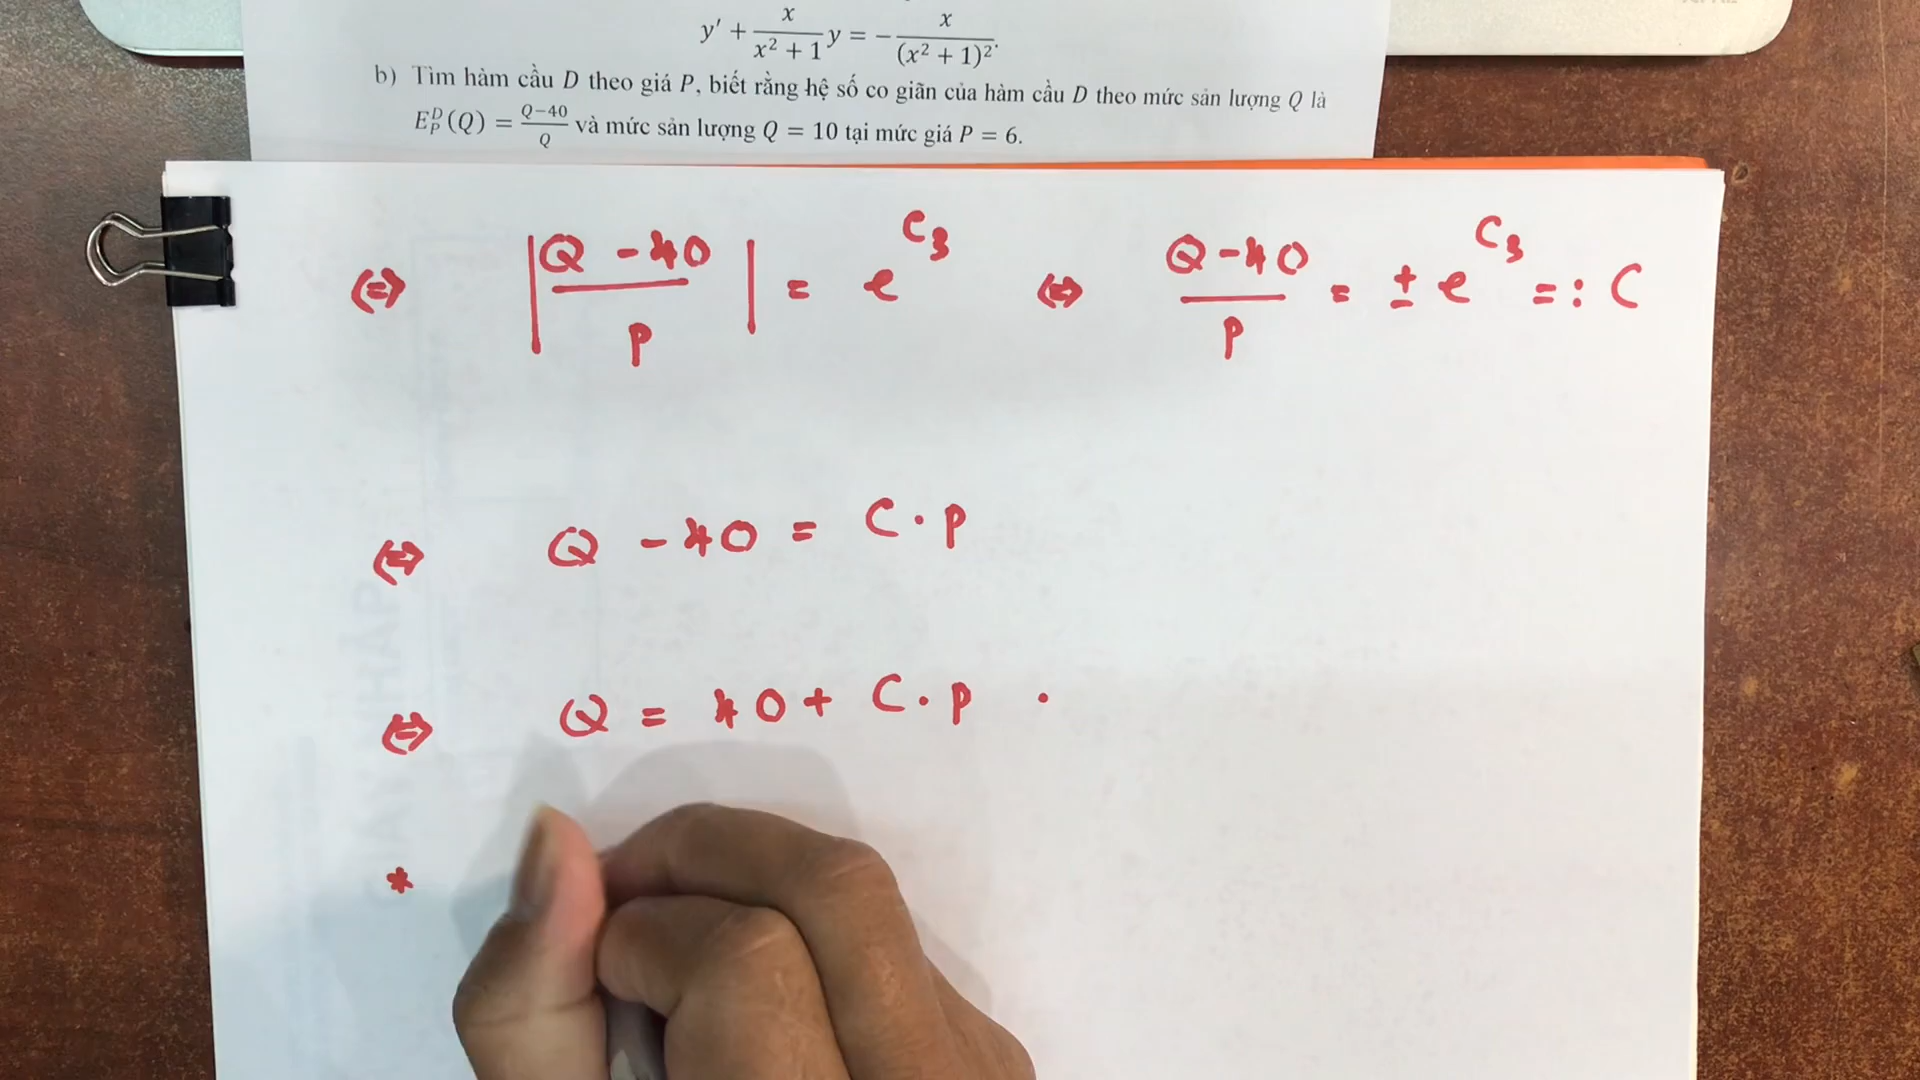 y′ + x/(x² + 1) y = − x/(x² + 1)².
b) Tìm hàm cầu D theo giá P, biết rằng hệ số co giãn của hàm cầu D theo mức sản lượng Q là
E_P^D(Q) = (Q−40)/Q và mức sản lượng Q = 10 tại mức giá P = 6.
⇔ |(Q − 40)/P| = e^(C₃) ⇔ (Q − 40)/P = ± e^(C₃) =: C
⇔ Q − 40 = C . P
⇔ Q = 40 + C . P .
*